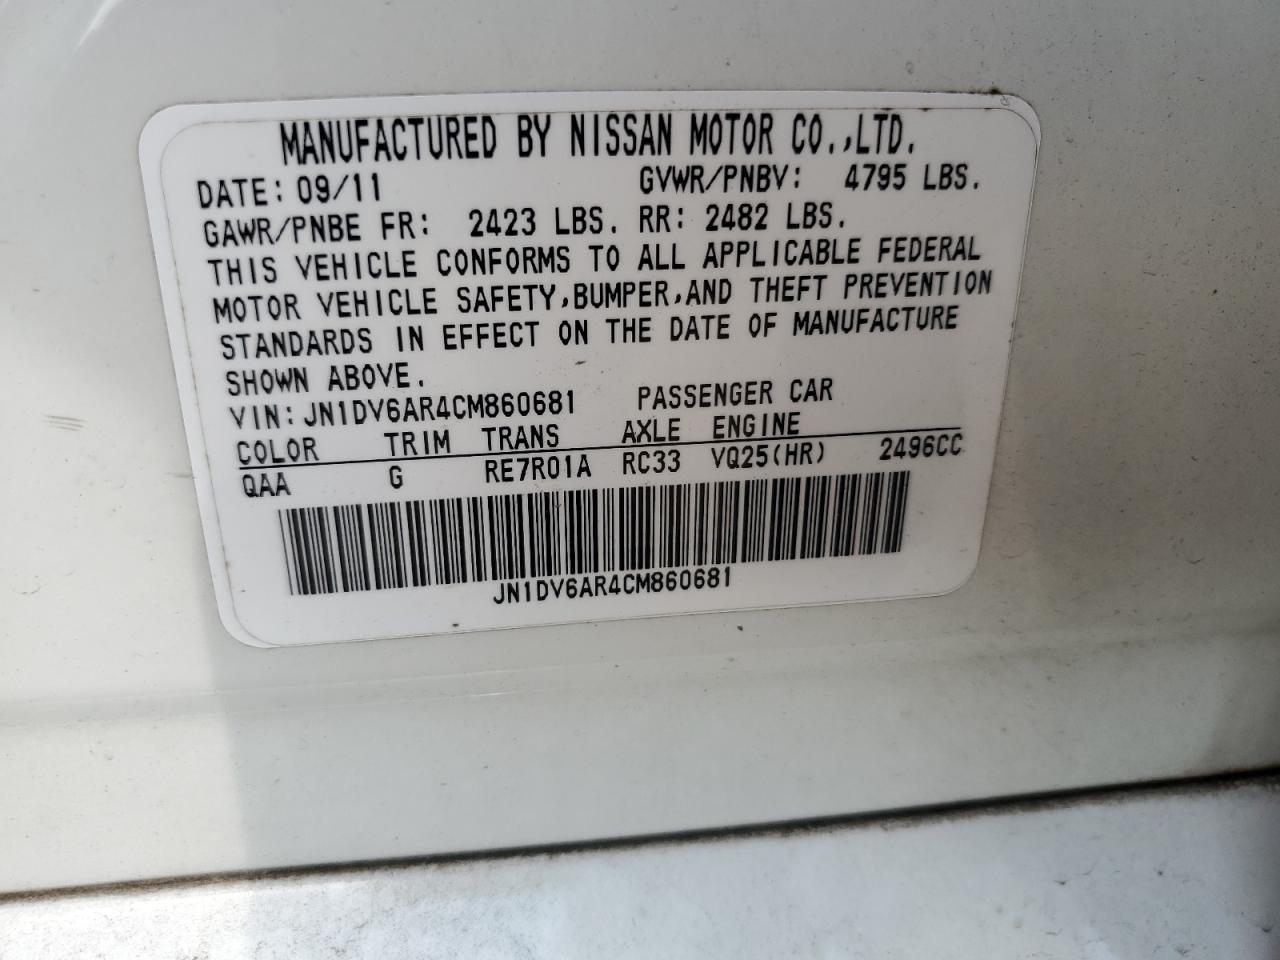 MANUFACTURED BY NISSAN MOTOR CO.,LTD.
DATE: 09/11 GVWR/PNBV: 4795 LBS.
GAWR/PNBE FR: 2423 LBS. RR: 2482 LBS.
THIS VEHICLE CONFORMS TO ALL APPLICABLE FEDERAL
MOTOR VEHICLE SAFETY,BUMPER,AND THEFT PREVENTION
STANDARDS IN EFFECT ON THE DATE OF MANUFACTURE
SHOWN ABOVE.
VIN: JN1DV6AR4CM860681 PASSENGER CAR
COLOR TRIM TRANS AXLE ENGINE
QAA G RE7R01A RC33 VQ25(HR) 2496CC
JN1DV6AR4CM860681